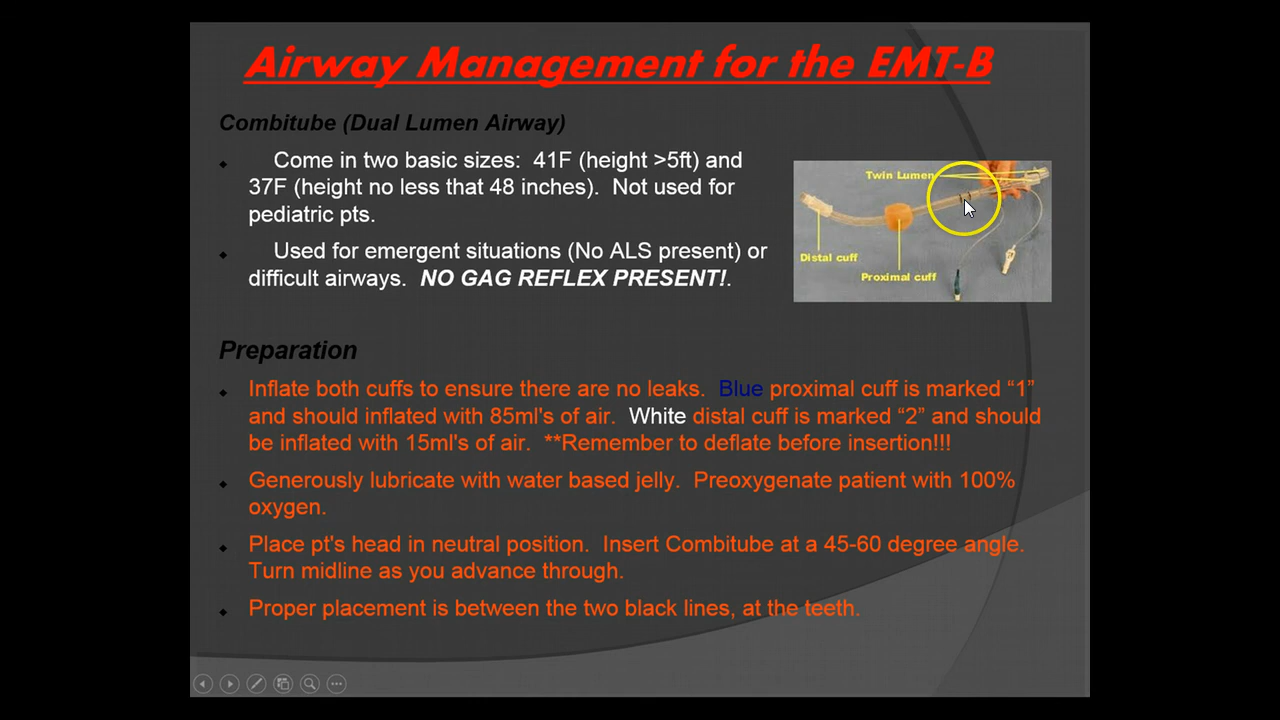 Airway Management for the EMT-B
Combitube (Dual Lumen Airway)
Come in two basic sizes: 41F (height >5ft) and
37F (height no less that 48 inches). Not used for
pediatric pts.
Used for emergent situations (No ALS present) or
difficult airways. NO GAG REFLEX PRESENT!.
Twin Lumen
Distal cuff
Proximal cuff
Preparation
Inflate both cuffs to ensure there are no leaks. Blue proximal cuff is marked “1”
and should inflated with 85ml's of air. White distal cuff is marked “2” and should
be inflated with 15ml's of air. **Remember to deflate before insertion!!!
Generously lubricate with water based jelly. Preoxygenate patient with 100%
oxygen.
Place pt's head in neutral position. Insert Combitube at a 45-60 degree angle.
Turn midline as you advance through.
Proper placement is between the two black lines, at the teeth.